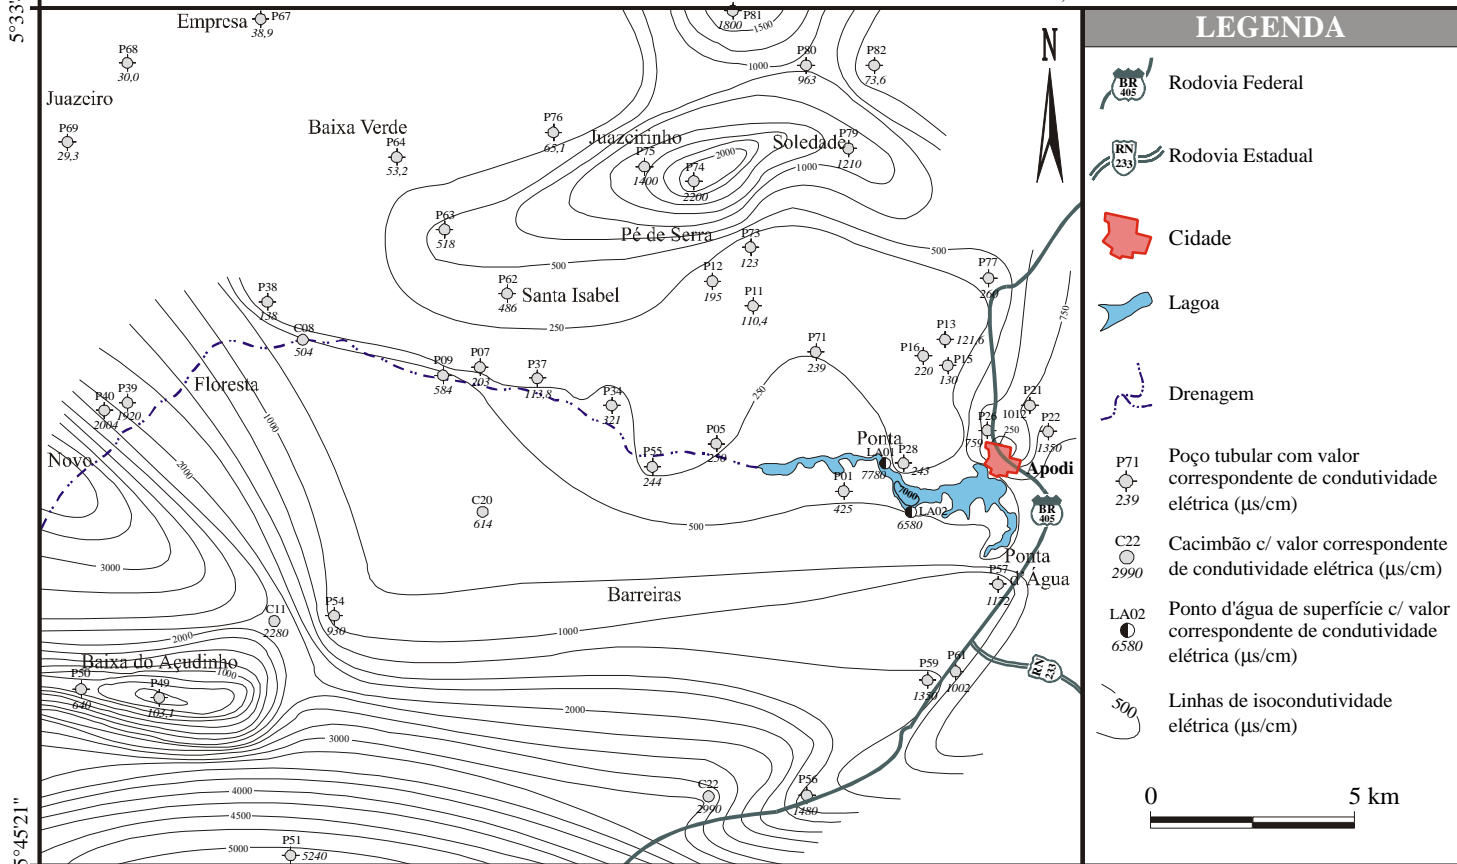 5°33'
Empresa
P67
38,9
P81
1800
1500
P68
30,0
1000
P80
963
P82
73,6
N
Juazeiro
P69
29,3
Baixa Verde
P64
53,2
P76
65,1
Juazeirinho
P75
1400
2000
P74
2200
Soledade
P79
1210
1000
P63
518
Pé de Serra
P73
123
500
500
P77
260
P12
195
P62
486
Santa Isabel
P11
110,4
250
750
P38
138
C08
504
P13
121,6
P16
220
P15
130
P71
239
P09
584
P07
203
P37
113,8
250
P34
321
Floresta
P40
2004
P39
1920
1000
P21
1012
P26
759
250
P22
1350
P05
250
Ponta
LA01
7780
P28
243
Novo
2000
P55
244
Apodi
P01
425
7000
LA02
6580
BR
405
C20
614
500
3000
Ponta
d'Água
P57
1172
Barreiras
C11
2280
P54
930
1000
2000
Baixa do Açudinho
1000
P50
640
P49
103,1
P59
1350
P61
1002
RN
233
2000
3000
C22
2990
P56
1480
4000
4500
5000
P51
5240
5°45'21"
LEGENDA
BR
405
Rodovia Federal
RN
233
Rodovia Estadual
Cidade
Lagoa
Drenagem
P71
239
Poço tubular com valor
correspondente de condutividade
elétrica (µs/cm)
C22
2990
Cacimbão c/ valor correspondente
de condutividade elétrica (µs/cm)
LA02
6580
Ponto d'água de superfície c/ valor
correspondente de condutividade
elétrica (µs/cm)
500
Linhas de isocondutividade
elétrica (µs/cm)
0
5 km